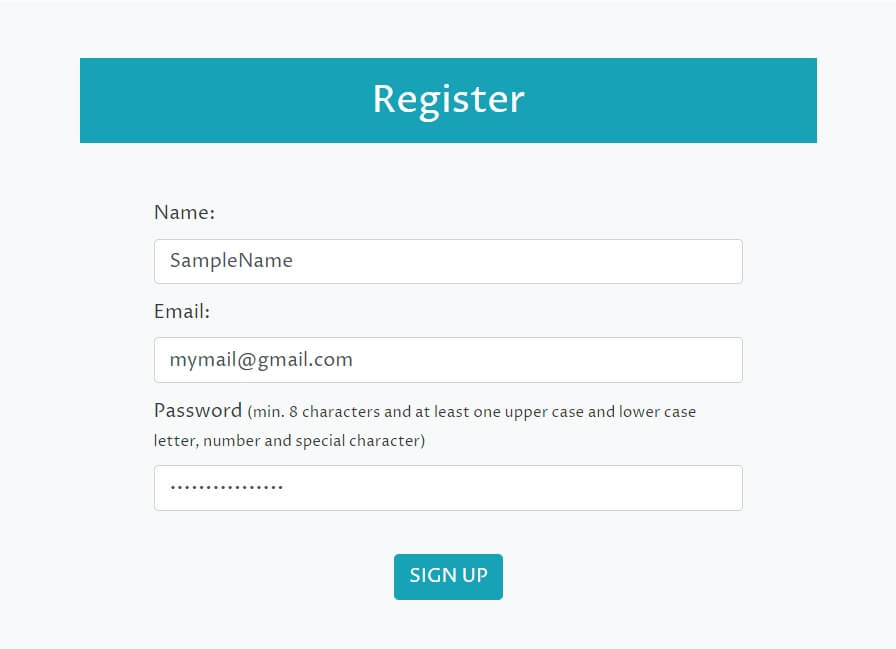 Register
Name:
SampleName
Email:
mymail@gmail.com
Password (min. 8 characters and at least one upper case and lower case
letter, number and special character)
................
SIGN UP